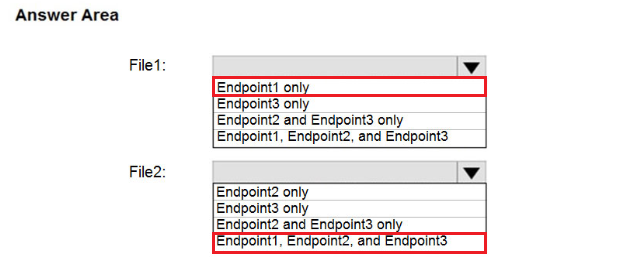 Answer Area
File1:
Endpoint1 only
Endpoint3 only
Endpoint2 and Endpoint3 only
Endpoint1, Endpoint2, and Endpoint3
File2:
Endpoint2 only
Endpoint3 only
Endpoint2 and Endpoint3 only
Endpoint1, Endpoint2, and Endpoint3